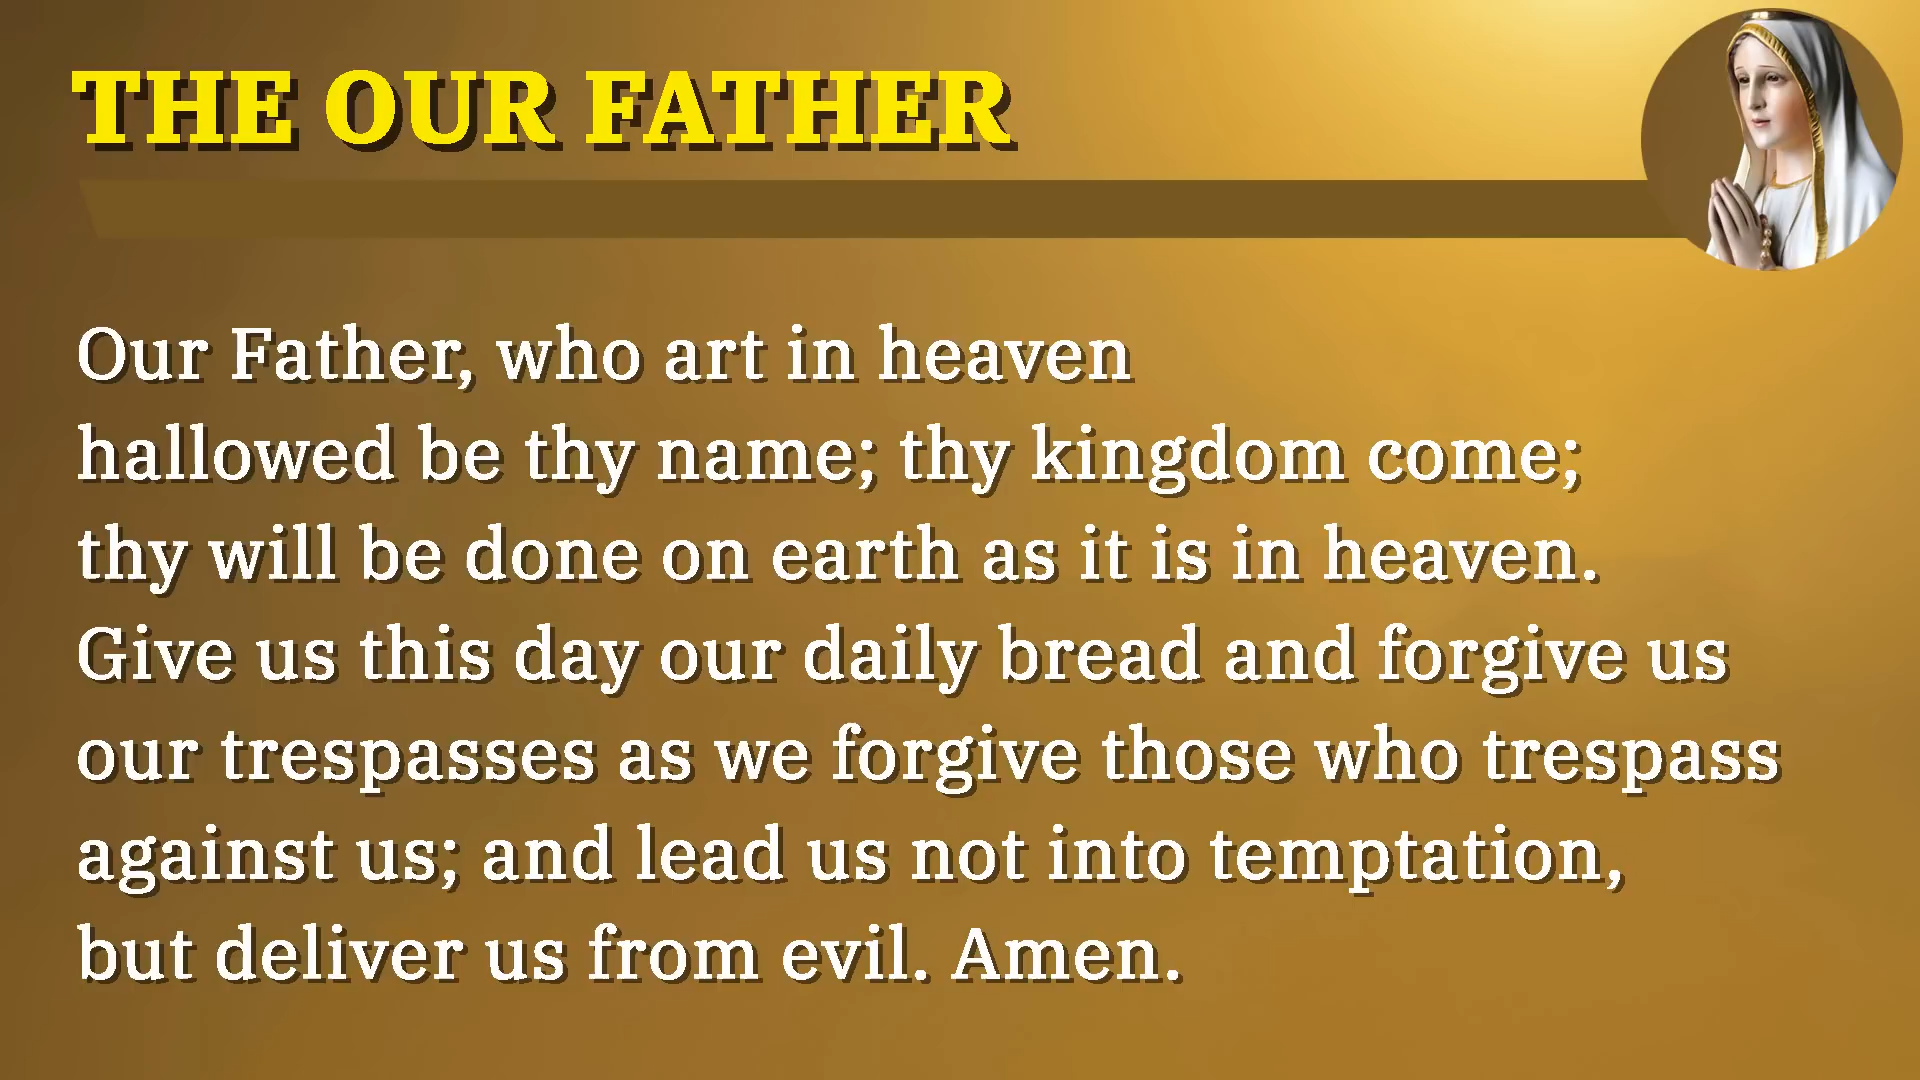 THE OUR FATHER
Our Father, who art in heaven
hallowed be thy name; thy kingdom come;
thy will be done on earth as it is in heaven.
Give us this day our daily bread and forgive us
our trespasses as we forgive those who trespass
against us; and lead us not into temptation,
but deliver us from evil. Amen.